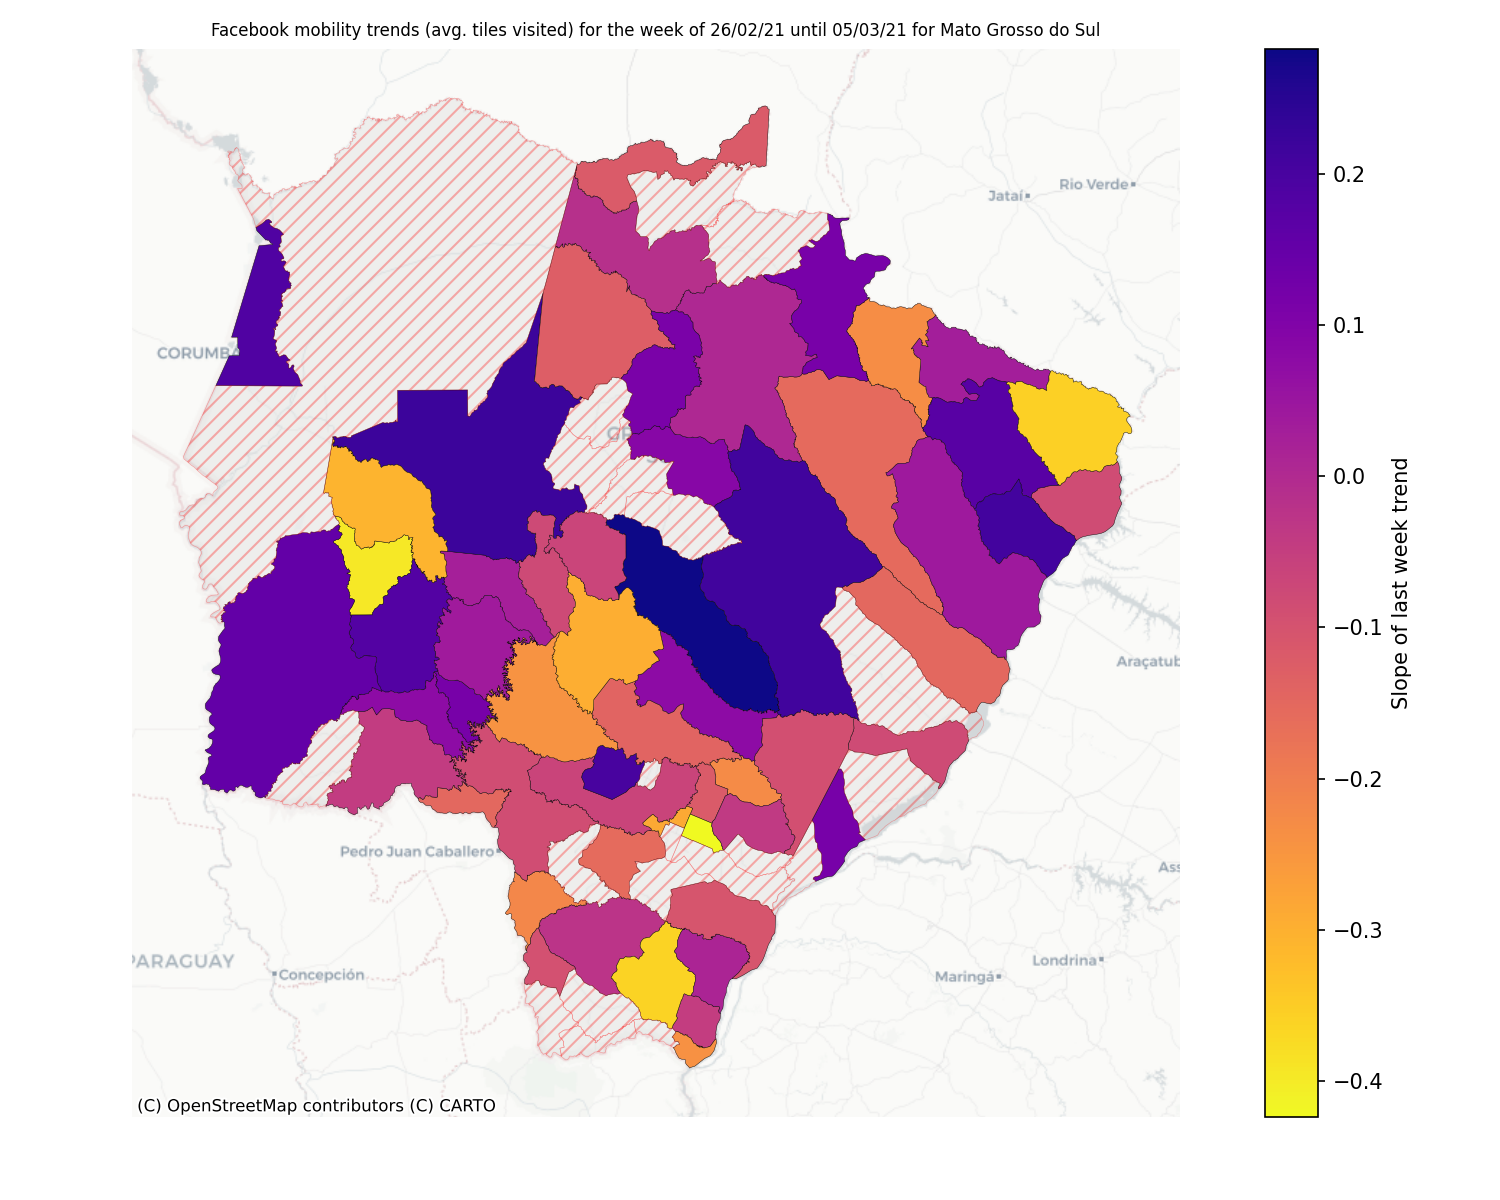 Facebook mobility trends (avg. tiles visited) for the week of 26/02/21 until 05/03/21 for Mato Grosso do Sul
Jataí
Rio Verde
CORUMBÁ
Araçatub
Pedro Juan Caballero
Ass
PARAGUAY
Concepción
Maringá
Londrina
(C) OpenStreetMap contributors (C) CARTO
0.2
0.1
0.0
−0.1
−0.2
−0.3
−0.4
Slope of last week trend